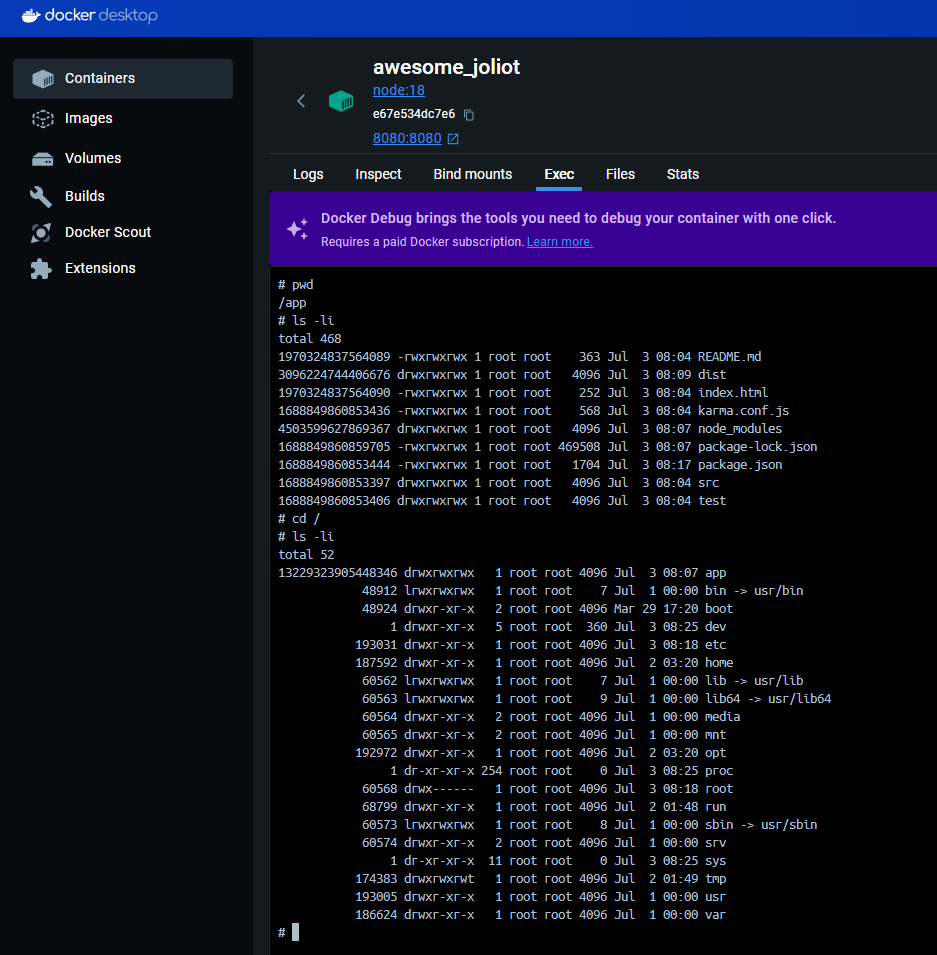 docker desktop
Containers
Images
Volumes
Builds
Docker Scout
Extensions
awesome_joliot
node:18
e67e534dc7e6
8080:8080
Logs Inspect Bind mounts Exec Files Stats
Docker Debug brings the tools you need to debug your container with one click.
Requires a paid Docker subscription. Learn more.
# pwd
/app
# ls -li
total 468
1970324837564089 -rwxrwxrwx 1 root root    363 Jul  3 08:04 README.md
3096224744406676 drwxrwxrwx 1 root root   4096 Jul  3 08:09 dist
1970324837564090 -rwxrwxrwx 1 root root    252 Jul  3 08:04 index.html
1688849860853436 -rwxrwxrwx 1 root root    568 Jul  3 08:04 karma.conf.js
4503599627869367 drwxrwxrwx 1 root root   4096 Jul  3 08:07 node_modules
1688849860859705 -rwxrwxrwx 1 root root 469508 Jul  3 08:07 package-lock.json
1688849860853444 -rwxrwxrwx 1 root root   1704 Jul  3 08:17 package.json
1688849860853397 drwxrwxrwx 1 root root   4096 Jul  3 08:04 src
1688849860853406 drwxrwxrwx 1 root root   4096 Jul  3 08:04 test
# cd /
# ls -li
total 52
13229323905448346 drwxrwxrwx   1 root root 4096 Jul  3 08:07 app
            48912 lrwxrwxrwx   1 root root    7 Jul  1 00:00 bin -> usr/bin
            48924 drwxr-xr-x   2 root root 4096 Mar 29 17:20 boot
                1 drwxr-xr-x   5 root root  360 Jul  3 08:25 dev
           193031 drwxr-xr-x   1 root root 4096 Jul  3 08:18 etc
           187592 drwxr-xr-x   1 root root 4096 Jul  2 03:20 home
            60562 lrwxrwxrwx   1 root root    7 Jul  1 00:00 lib -> usr/lib
            60563 lrwxrwxrwx   1 root root    9 Jul  1 00:00 lib64 -> usr/lib64
            60564 drwxr-xr-x   2 root root 4096 Jul  1 00:00 media
            60565 drwxr-xr-x   2 root root 4096 Jul  1 00:00 mnt
           192972 drwxr-xr-x   1 root root 4096 Jul  2 03:20 opt
                1 dr-xr-xr-x 254 root root    0 Jul  3 08:25 proc
            60568 drwx------   1 root root 4096 Jul  3 08:18 root
            68799 drwxr-xr-x   1 root root 4096 Jul  2 01:48 run
            60573 lrwxrwxrwx   1 root root    8 Jul  1 00:00 sbin -> usr/sbin
            60574 drwxr-xr-x   2 root root 4096 Jul  1 00:00 srv
                1 dr-xr-xr-x  11 root root    0 Jul  3 08:25 sys
           174383 drwxrwxrwt   1 root root 4096 Jul  2 01:49 tmp
           193005 drwxr-xr-x   1 root root 4096 Jul  1 00:00 usr
           186624 drwxr-xr-x   1 root root 4096 Jul  1 00:00 var
#